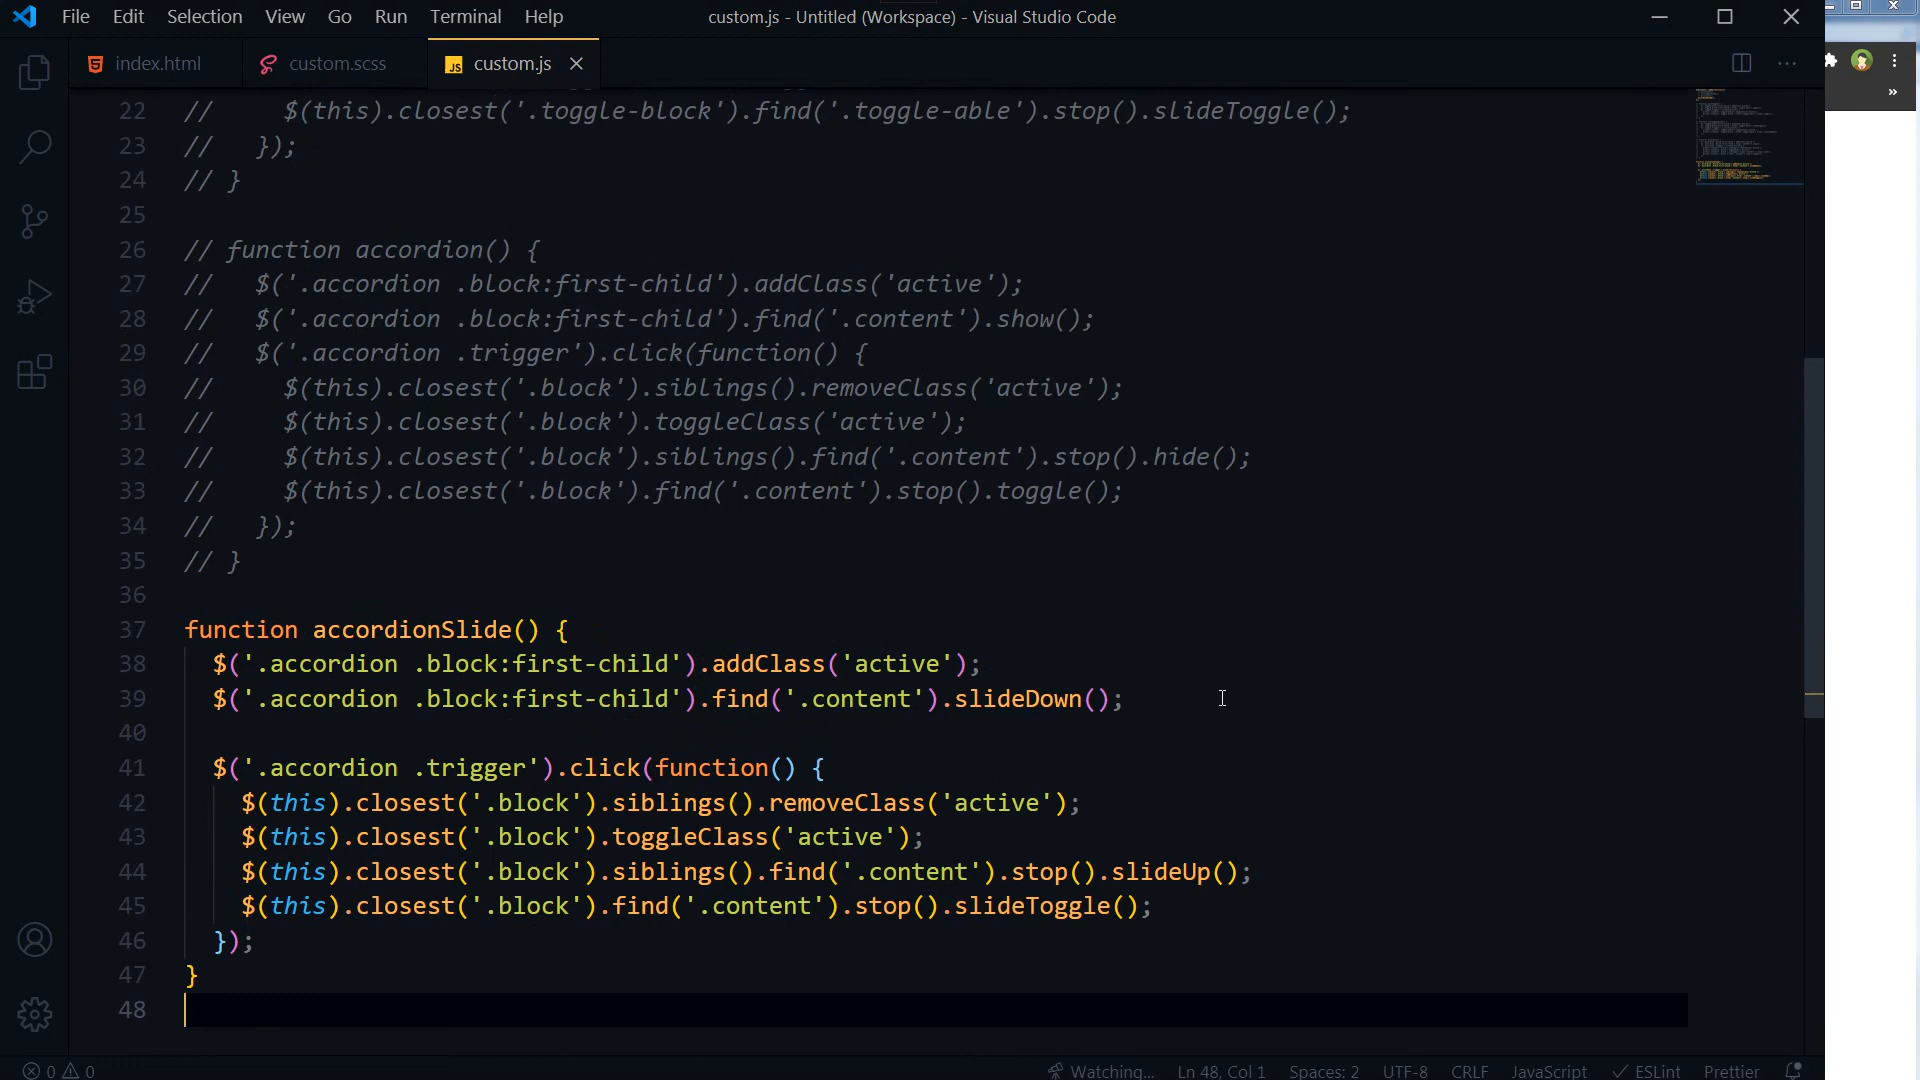 File Edit Selection View Go Run Terminal Help
custom.js - Untitled (Workspace) - Visual Studio Code
index.html
custom.scss
JS custom.js
22 //     $(this).closest('.toggle-block').find('.toggle-able').stop().slideToggle();
23 //   });
24 // }
25
26 // function accordion() {
27 //   $('.accordion .block:first-child').addClass('active');
28 //   $('.accordion .block:first-child').find('.content').show();
29 //   $('.accordion .trigger').click(function() {
30 //     $(this).closest('.block').siblings().removeClass('active');
31 //     $(this).closest('.block').toggleClass('active');
32 //     $(this).closest('.block').siblings().find('.content').stop().hide();
33 //     $(this).closest('.block').find('.content').stop().toggle();
34 //   });
35 // }
36
37 function accordionSlide() {
38   $('.accordion .block:first-child').addClass('active');
39   $('.accordion .block:first-child').find('.content').slideDown();
40
41   $('.accordion .trigger').click(function() {
42     $(this).closest('.block').siblings().removeClass('active');
43     $(this).closest('.block').toggleClass('active');
44     $(this).closest('.block').siblings().find('.content').stop().slideUp();
45     $(this).closest('.block').find('.content').stop().slideToggle();
46   });
47 }
48
0 0 Watching... Ln 48, Col 1 Spaces: 2 UTF-8 CRLF JavaScript ESLint Prettier